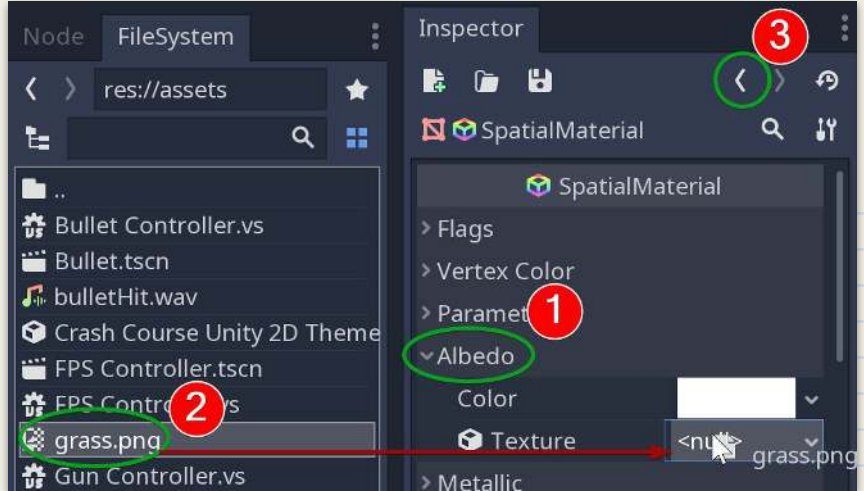 Node FileSystem
res://assets
..
Bullet Controller.vs
Bullet.tscn
bulletHit.wav
Crash Course Unity 2D Theme
FPS Controller.tscn
FPS
2
grass.png
Gun Controller.vs
Inspector
3
SpatialMaterial
SpatialMaterial
Flags
Vertex Color
1
Albedo
Color
Texture
grass.png
Metallic